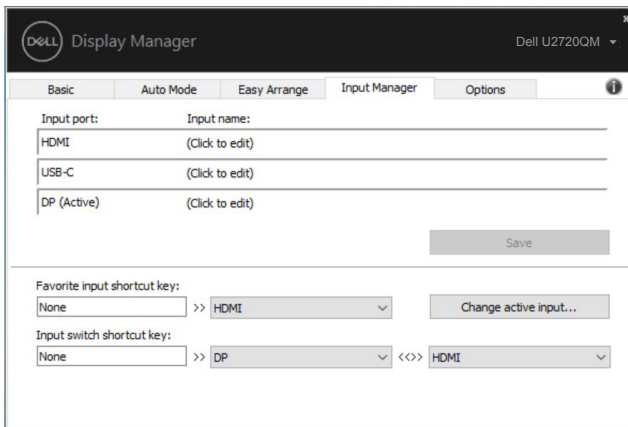 DELL Display Manager Dell U2720QM
Basic Auto Mode Easy Arrange Input Manager Options
Input port: Input name:
HDMI (Click to edit)
USB-C (Click to edit)
DP (Active) (Click to edit)
Save
Favorite input shortcut key:
None >> HDMI Change active input...
Input switch shortcut key:
None >> DP <<>> HDMI